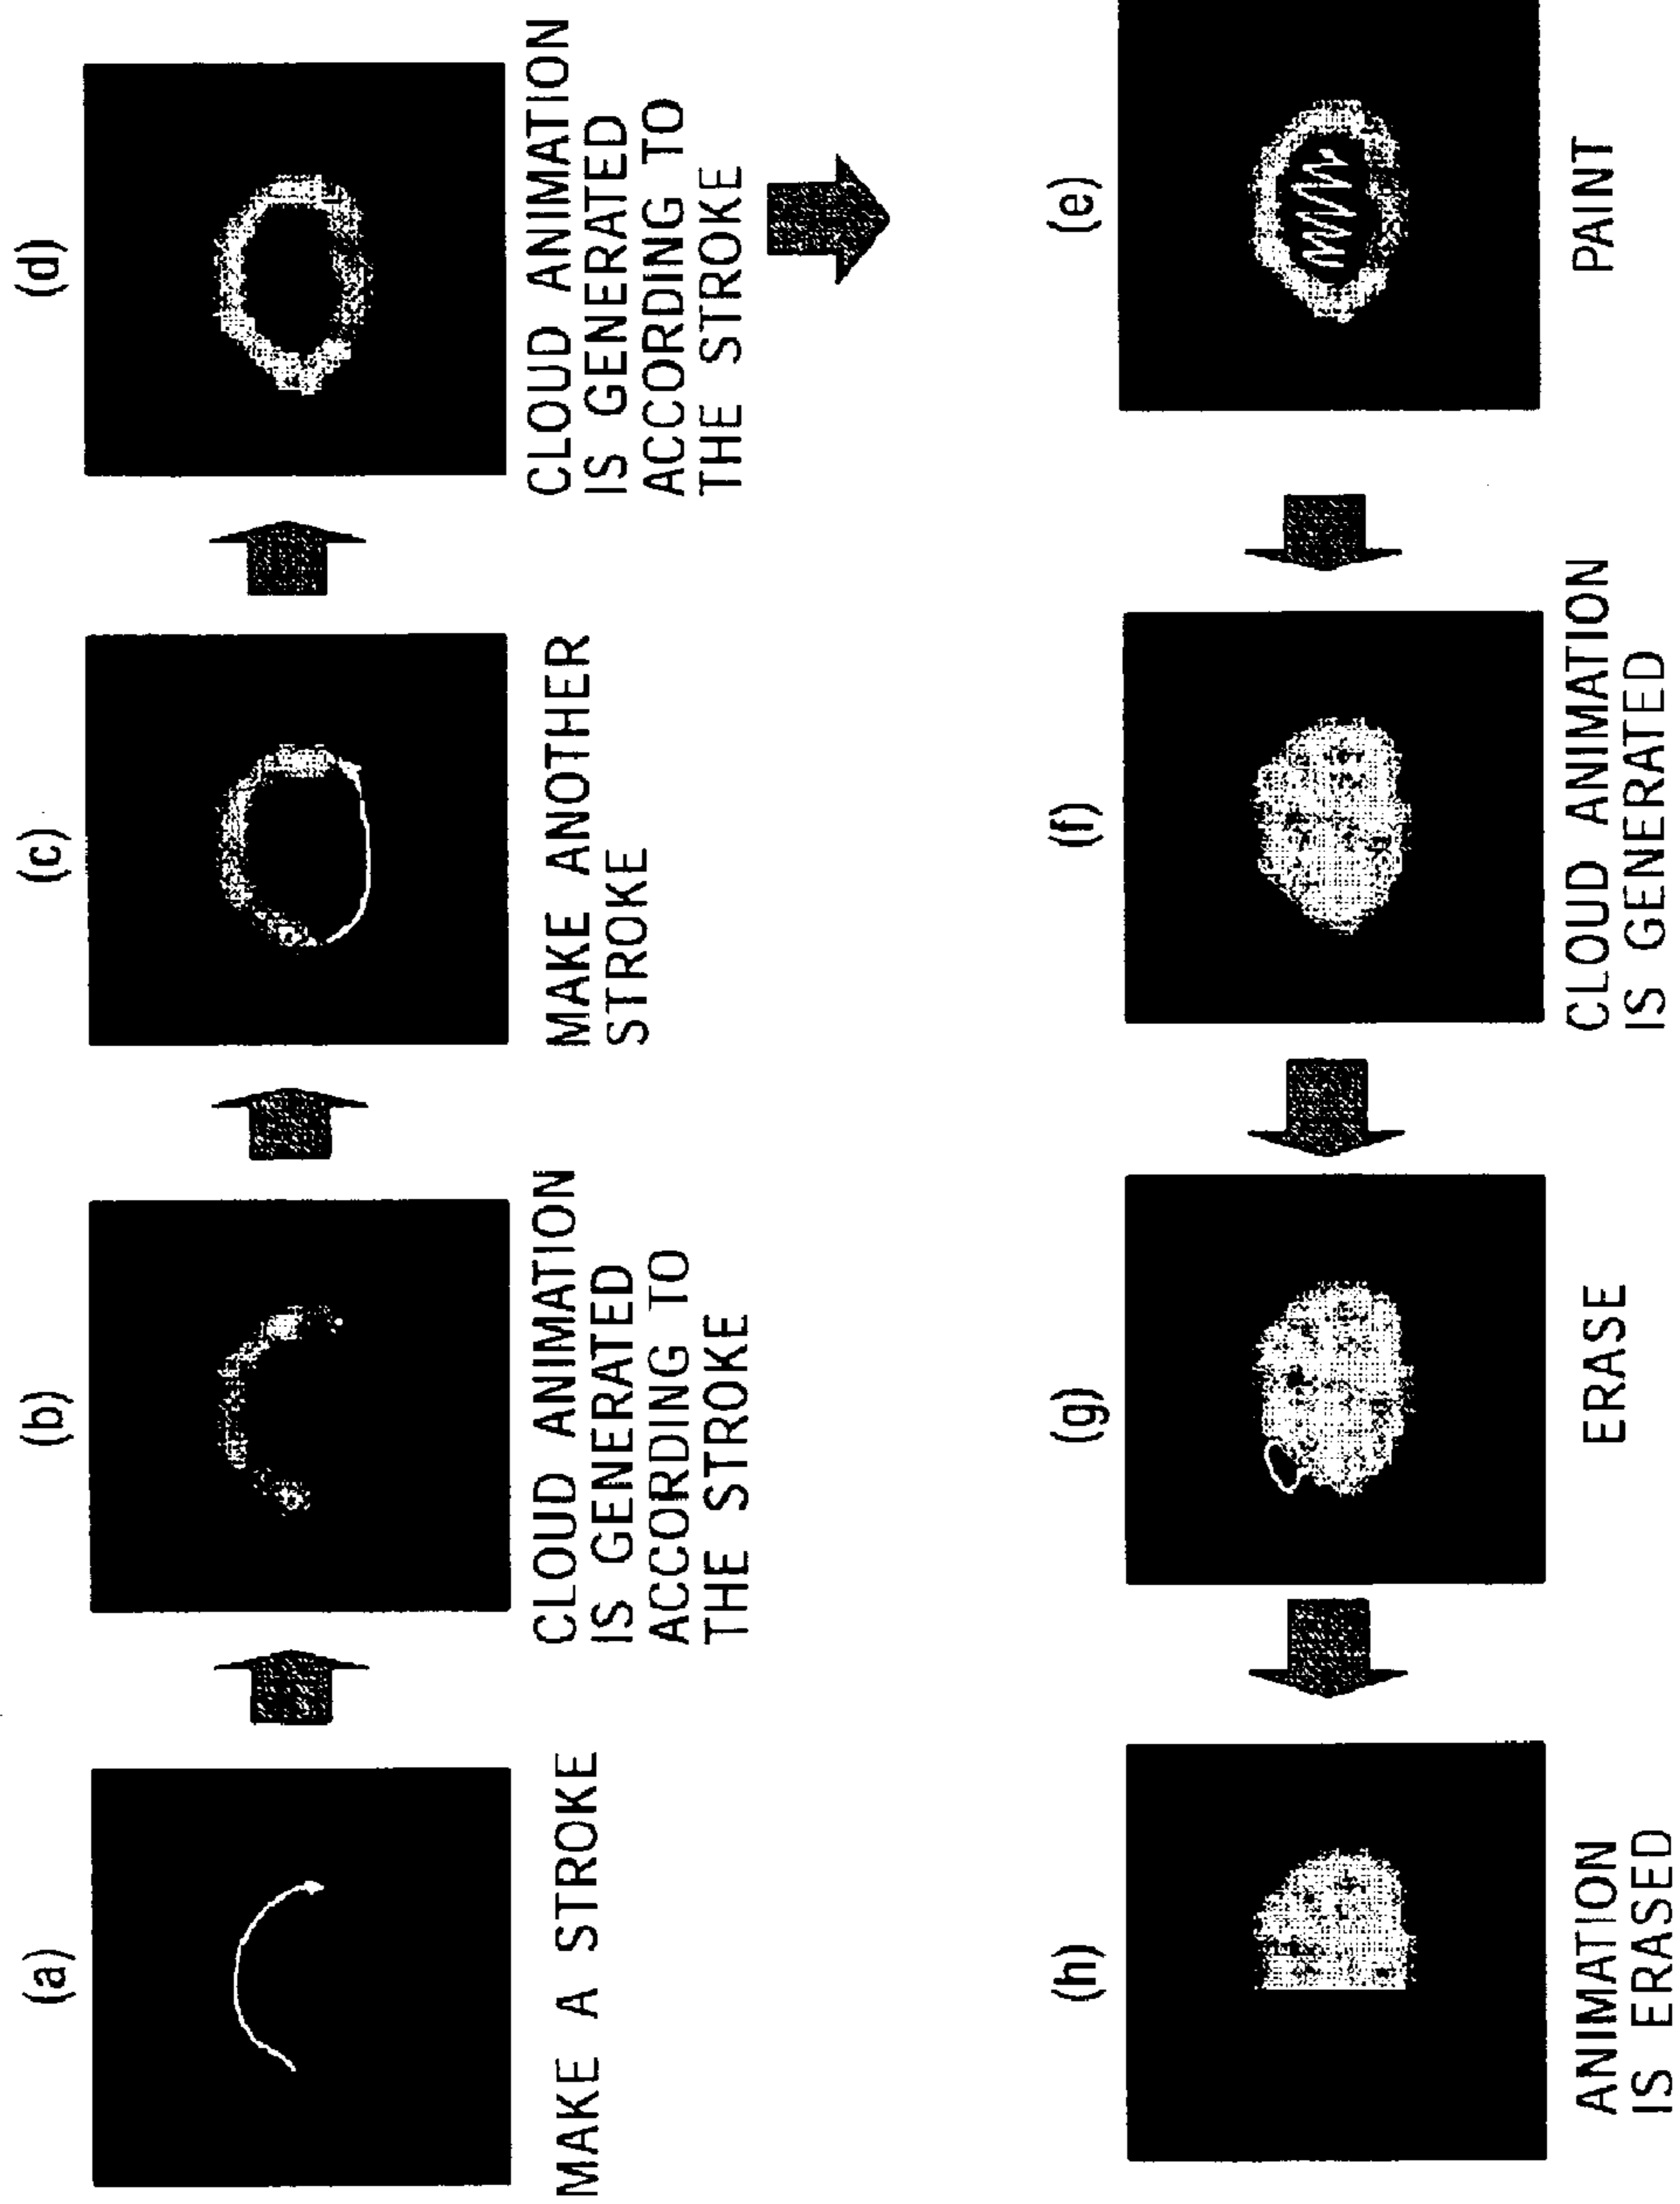 (a)
MAKE A STROKE
(b)
CLOUD ANIMATION
IS GENERATED
ACCORDING TO
THE STROKE
(c)
MAKE ANOTHER
STROKE
(d)
CLOUD ANIMATION
IS GENERATED
ACCORDING TO
THE STROKE
(e)
PAINT
(f)
CLOUD ANIMATION
IS GENERATED
(g)
ERASE
(h)
ANIMATION
IS ERASED